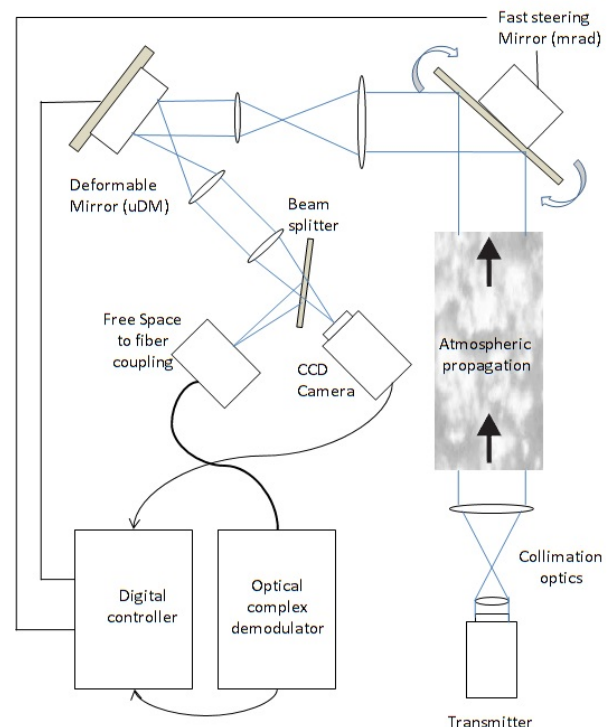 Fast steering
Mirror (mrad)
Deformable
Mirror (uDM)
Beam
splitter
Free Space
to fiber
coupling
CCD
Camera
Atmospheric
propagation
Collimation
optics
Digital
controller
Optical
complex
demodulator
Transmitter